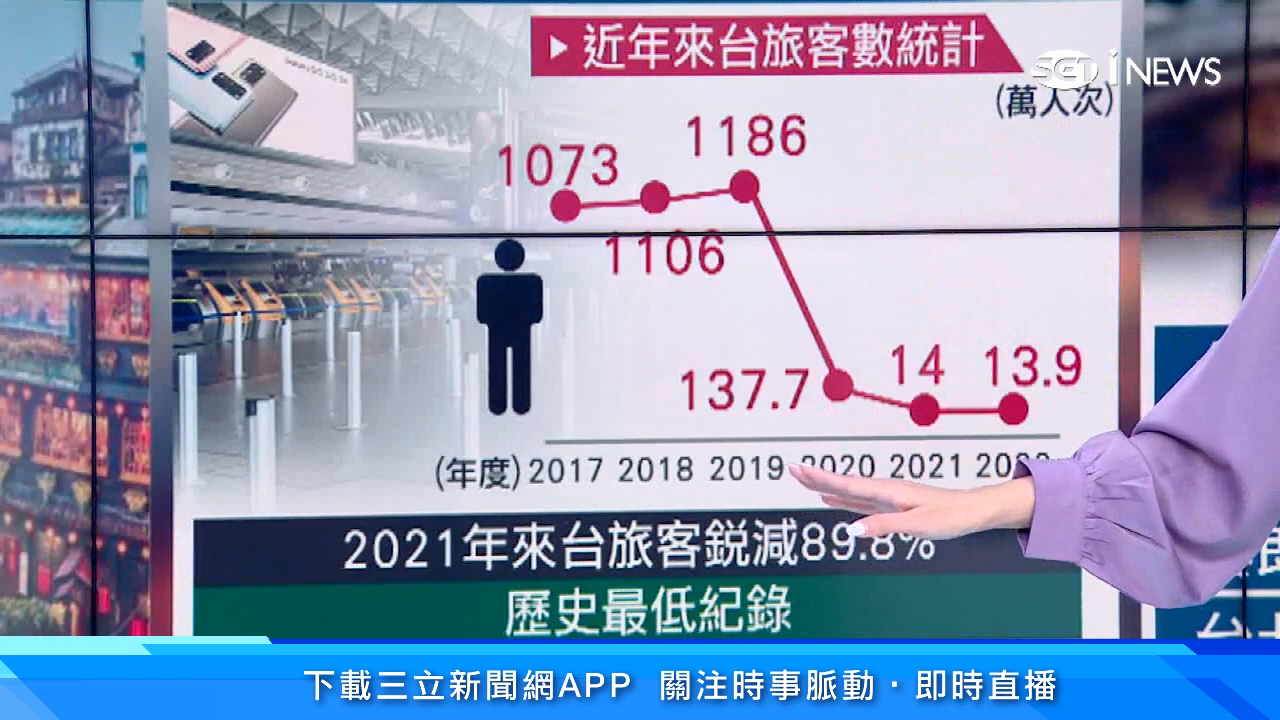 近年來台旅客數統計
SETN iNEWS
(萬人次)
1073
1186
1106
137.7
14
13.9
(年度) 2017 2018 2019 2020 2021
2021年來台旅客銳減89.8%
歷史最低紀錄
下載三立新聞網APP 關注時事脈動・即時直播